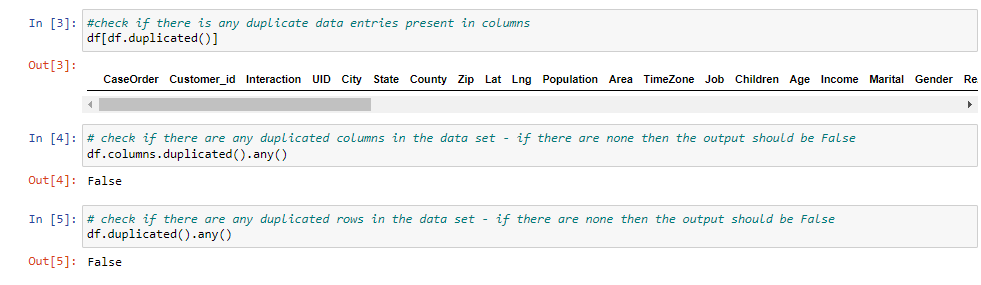 In [3]: #check if there is any duplicate data entries present in columns
df[df.duplicated()]
Out[3]:
CaseOrder Customer_id Interaction UID City State County Zip Lat Lng Population Area TimeZone Job Children Age Income Marital Gender Re
In [4]: # check if there are any duplicated columns in the data set - if there are none then the output should be False
df.columns.duplicated().any()
Out[4]: False
In [5]: # check if there are any duplicated rows in the data set - if there are none then the output should be False
df.duplicated().any()
Out[5]: False